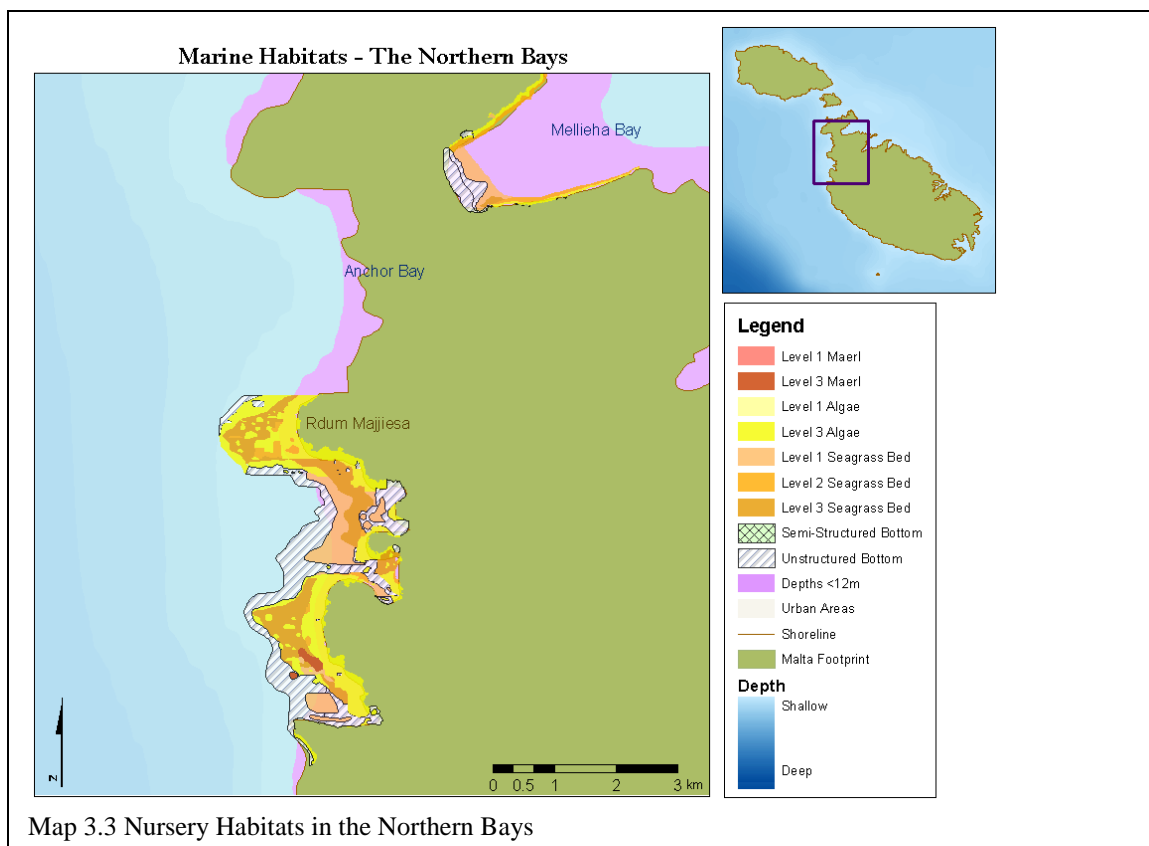 Marine Habitats - The Northern Bays
Mellieha Bay
Anchor Bay
Rdum Majjiesa
N
0 0.5 1 2 3 km
Legend
Level 1 Maerl
Level 3 Maerl
Level 1 Algae
Level 3 Algae
Level 1 Seagrass Bed
Level 2 Seagrass Bed
Level 3 Seagrass Bed
Semi-Structured Bottom
Unstructured Bottom
Depths <12m
Urban Areas
Shoreline
Malta Footprint
Depth
Shallow
Deep
Map 3.3 Nursery Habitats in the Northern Bays